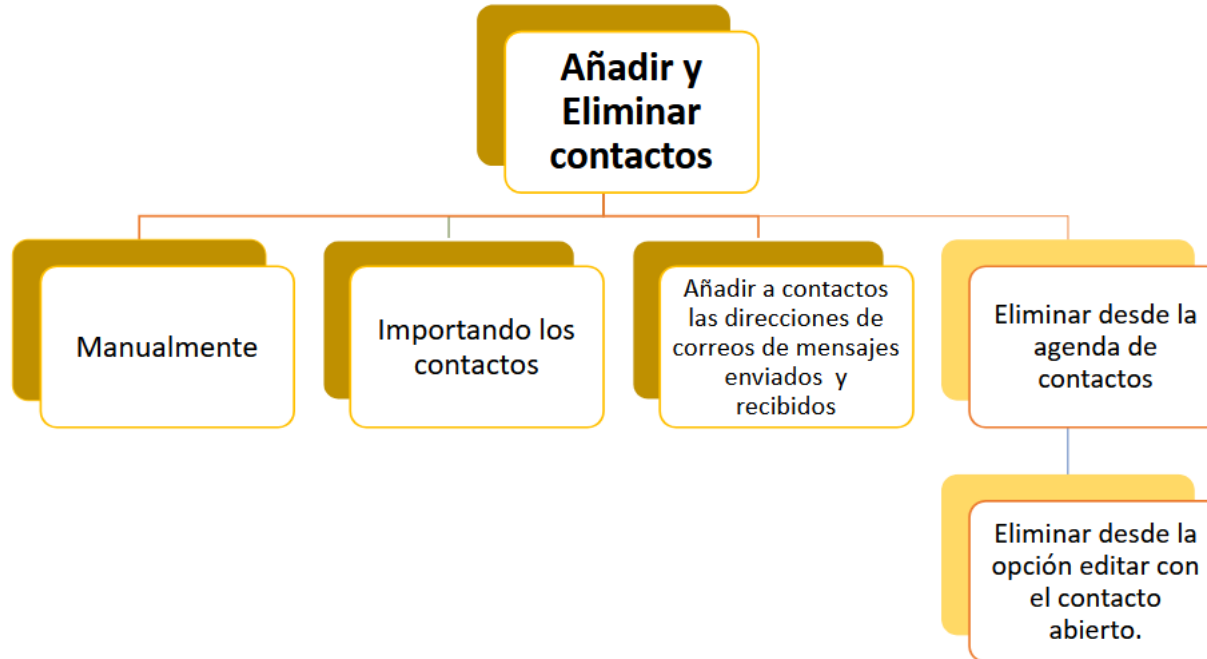 Añadir y
Eliminar
contactos
Manualmente
Importando los
contactos
Añadir a contactos
las direcciones de
correos de mensajes
enviados y
recibidos
Eliminar desde la
agenda de
contactos
Eliminar desde la
opción editar con
el contacto
abierto.